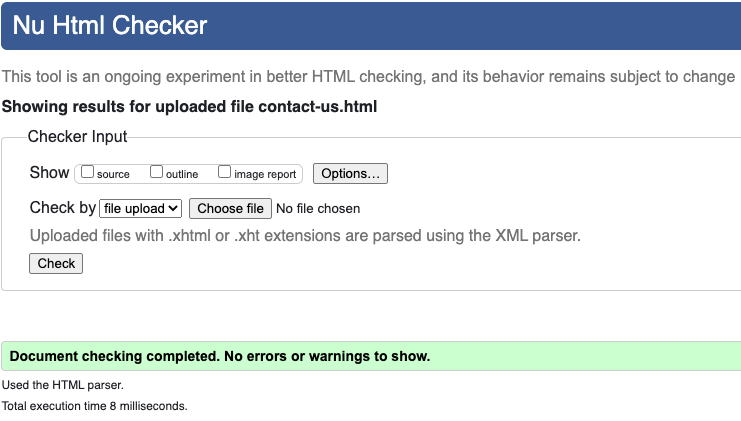 Nu Html Checker
This tool is an ongoing experiment in better HTML checking, and its behavior remains subject to change
Showing results for uploaded file contact-us.html
Checker Input
Show source outline image report Options...
Check by file upload Choose file No file chosen
Uploaded files with .xhtml or .xht extensions are parsed using the XML parser.
Check
Document checking completed. No errors or warnings to show.
Used the HTML parser.
Total execution time 8 milliseconds.